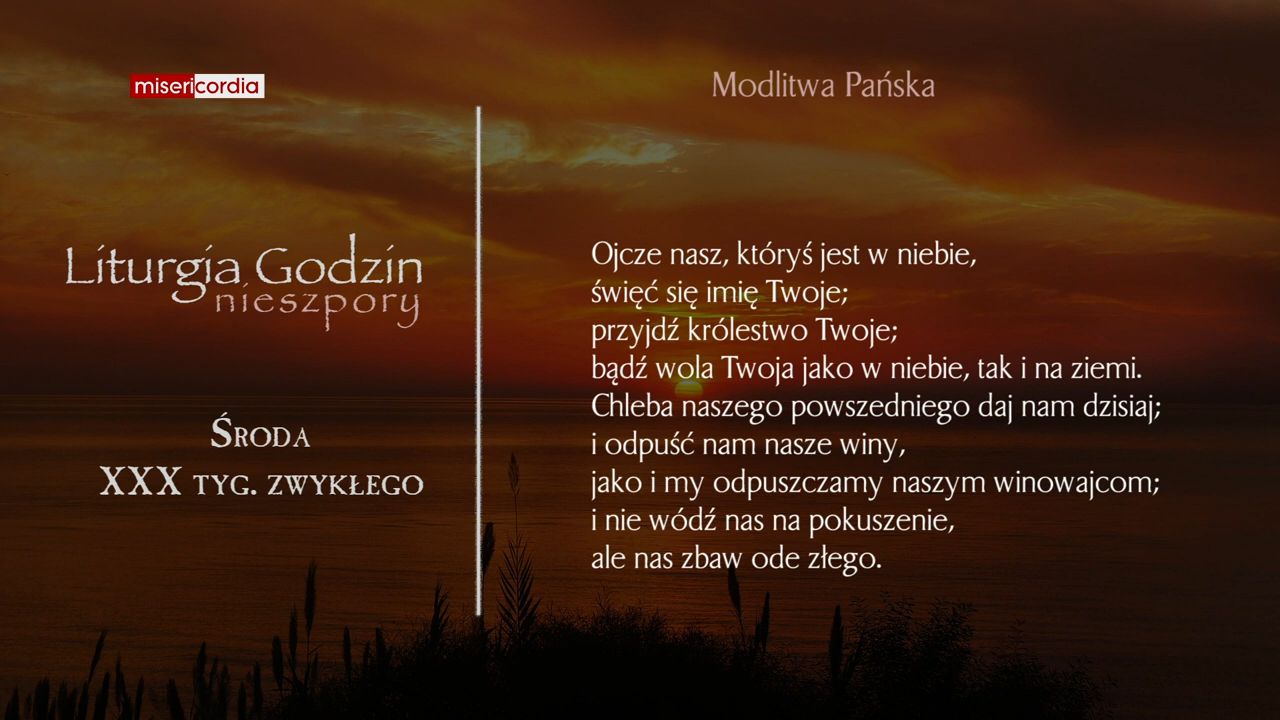 misericordia
Liturgia Godzin
nieszpory
Środa
XXX tyg. zwykłego
Modlitwa Pańska
Ojcze nasz, któryś jest w niebie,
święć się imię Twoje;
przyjdź królestwo Twoje;
bądź wola Twoja jako w niebie, tak i na ziemi.
Chleba naszego powszedniego daj nam dzisiaj;
i odpuść nam nasze winy,
jako i my odpuszczamy naszym winowajcom;
i nie wódź nas na pokuszenie,
ale nas zbaw ode złego.